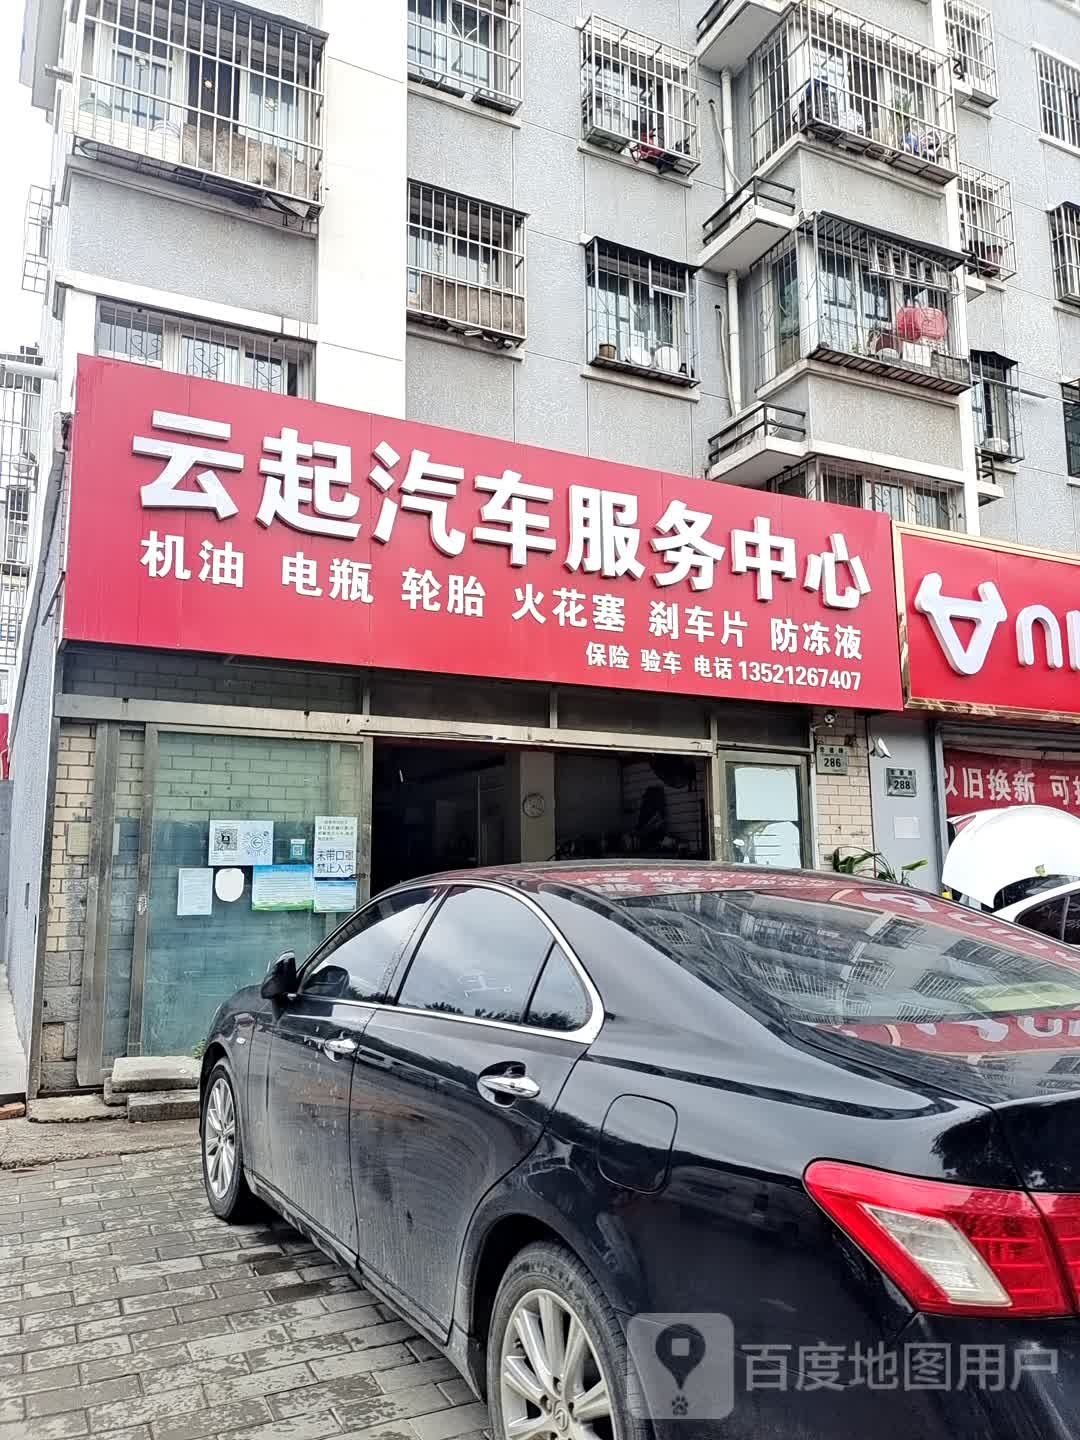 云起汽车服务中心
机油 电瓶 轮胎 火花塞 刹车片 防冻液
保险 验车 电话 13521267407
NIU
286
288
以旧换新 可
未带口罩
禁止入内
百度地图用户